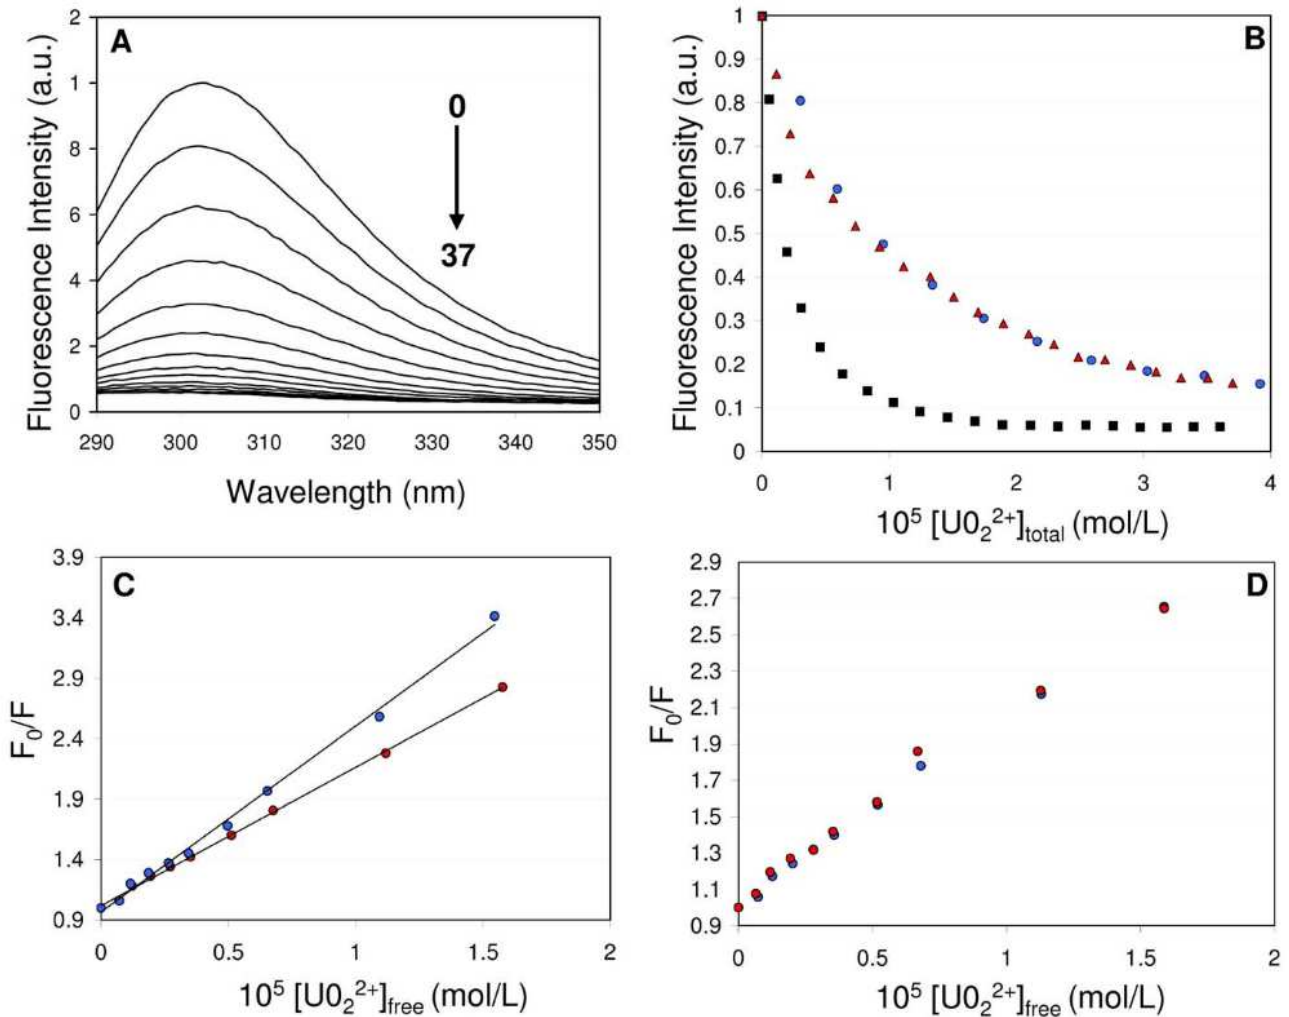 A
Fluorescence Intensity (a.u.)
2
1
8
6
4
2
0
0
37
290 300 310 320 330 340 350
Wavelength (nm)
B
Fluorescence Intensity (a.u.)
1
0.9
0.8
0.7
0.6
0.5
0.4
0.3
0.2
0.1
0
0 1 2 3 4
10⁵ [U0₂²⁺]total (mol/L)
C
F₀/F
3.9
3.4
2.9
2.4
1.9
1.4
0.9
0 0.5 1 1.5 2
10⁵ [U0₂²⁺]free (mol/L)
D
F₀/F
2.9
2.7
2.5
2.3
2.1
1.9
1.7
1.5
1.3
1.1
0.9
0 0.5 1 1.5 2
10⁵ [U0₂²⁺]free (mol/L)